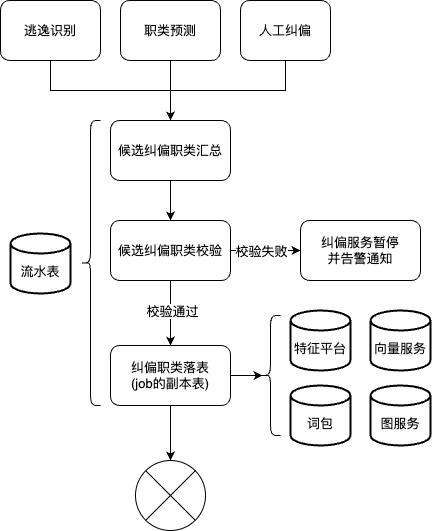 逃逸识别
职类预测
人工纠偏
候选纠偏职类汇总
流水表
候选纠偏职类校验
校验失败
纠偏服务暂停
并告警通知
校验通过
纠偏职类落表
(job的副本表)
特征平台
向量服务
词包
图服务